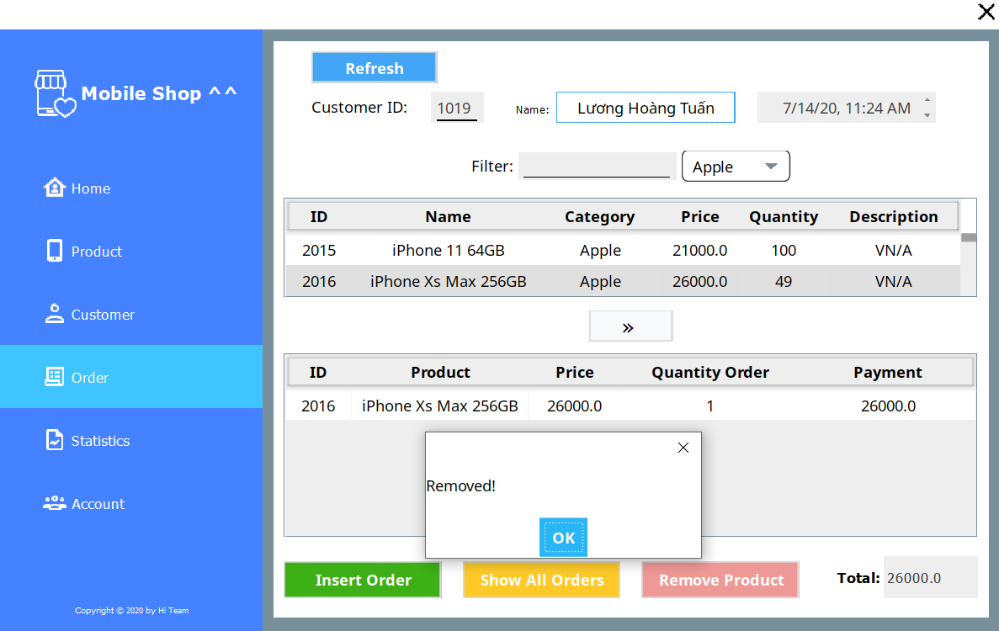 Mobile Shop ^^
Home
Product
Customer
Order
Statistics
Account
Copyright © 2020 by Hi Team
Refresh
Customer ID: 1019 Name: Lương Hoàng Tuấn 7/14/20, 11:24 AM
Filter: Apple
ID Name Category Price Quantity Description
2015 iPhone 11 64GB Apple 21000.0 100 VN/A
2016 iPhone Xs Max 256GB Apple 26000.0 49 VN/A
»
ID Product Price Quantity Order Payment
2016 iPhone Xs Max 256GB 26000.0 1 26000.0
Removed!
OK
Insert Order Show All Orders Remove Product Total: 26000.0